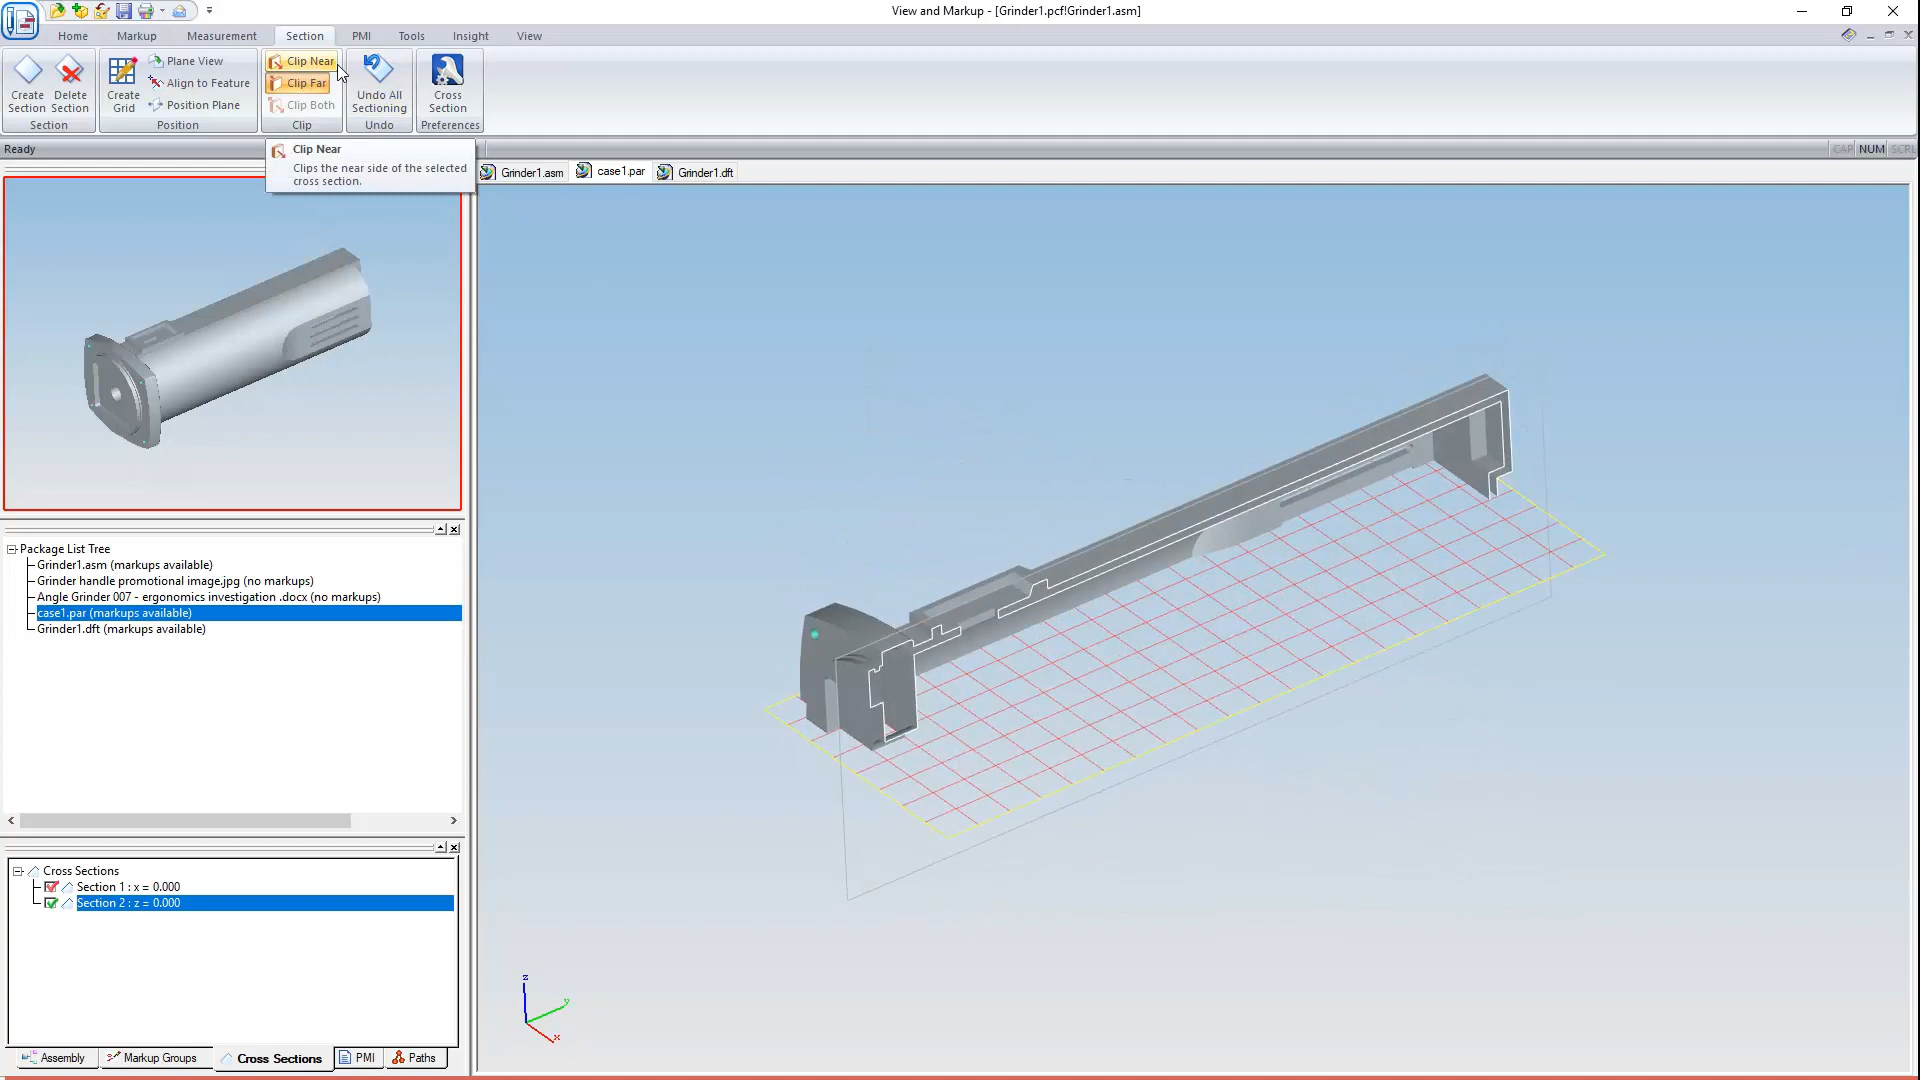 View and Markup - [Grinder1.pcf!Grinder1.asm]
Home Markup Measurement Section PMI Tools Insight View
Create Section
Delete Section
Section
Create Grid
Plane View
Align to Feature
Position Plane
Position
Clip Near
Clip Far
Clip Both
Clip
Undo All Sectioning
Undo
Cross Section
Preferences
Ready
CAP NUM SCRL
Clip Near
Clips the near side of the selected
cross section.
Grinder1.asm case1.par Grinder1.dft
Package List Tree
Grinder1.asm (markups available)
Grinder handle promotional image.jpg (no markups)
Angle Grinder 007 - ergonomics investigation .docx (no markups)
case1.par (markups available)
Grinder1.dft (markups available)
Cross Sections
Section 1 : x = 0.000
Section 2 : z = 0.000
z
y
x
Assembly Markup Groups Cross Sections PMI Paths